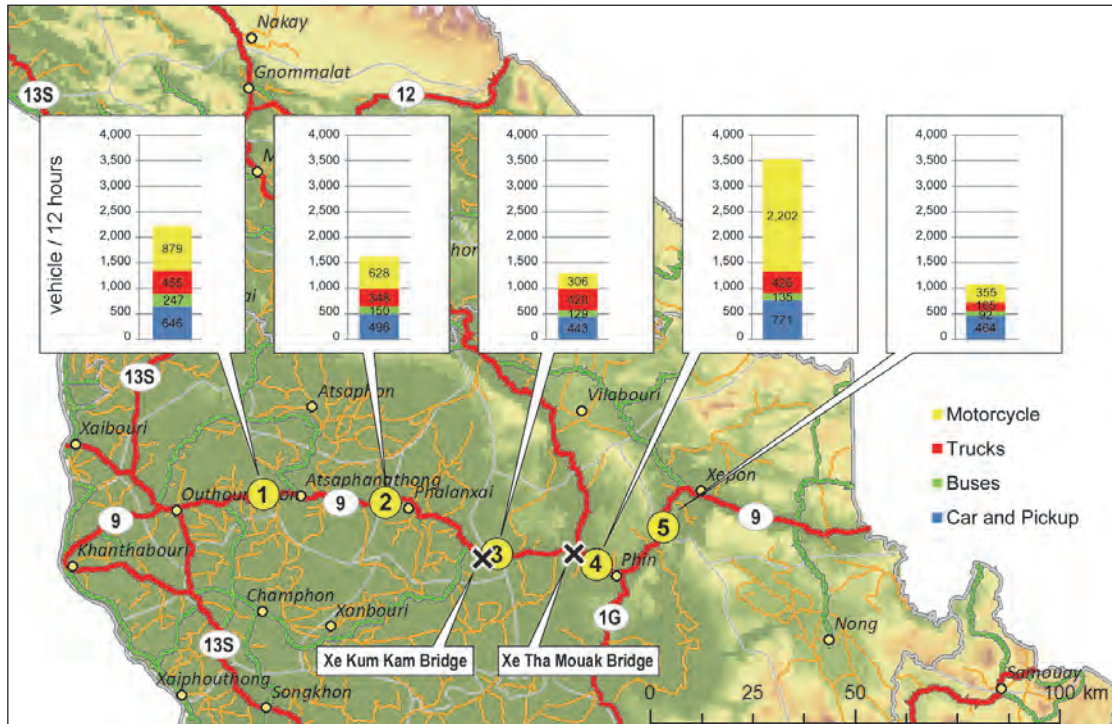 Nakay
Gnommalat
13S
12
vehicle / 12 hours
4,000
3,500
3,000
2,500
2,000
1,500
1,000
500
0
879
455
247
646
4,000
3,500
3,000
2,500
2,000
1,500
1,000
500
0
628
348
150
496
4,000
3,500
3,000
2,500
2,000
1,500
1,000
500
0
306
428
129
443
4,000
3,500
3,000
2,500
2,000
1,500
1,000
500
0
2,202
426
135
771
4,000
3,500
3,000
2,500
2,000
1,500
1,000
500
0
355
165
92
464
13S
Atsaphon
Vilabouri
Xaibouri
Motorcycle
Trucks
Buses
Car and Pickup
Atsaphangthong
Xepon
1
9
2
Phalanxai
9
5
9
3
4
Phin
Khanthabouri
Champhon
Xonbouri
1G
Nong
13S
Xe Kum Kam Bridge
Xe Tha Mouak Bridge
Xaiphouthong
Songkhon
Samouay
0
50
100 km